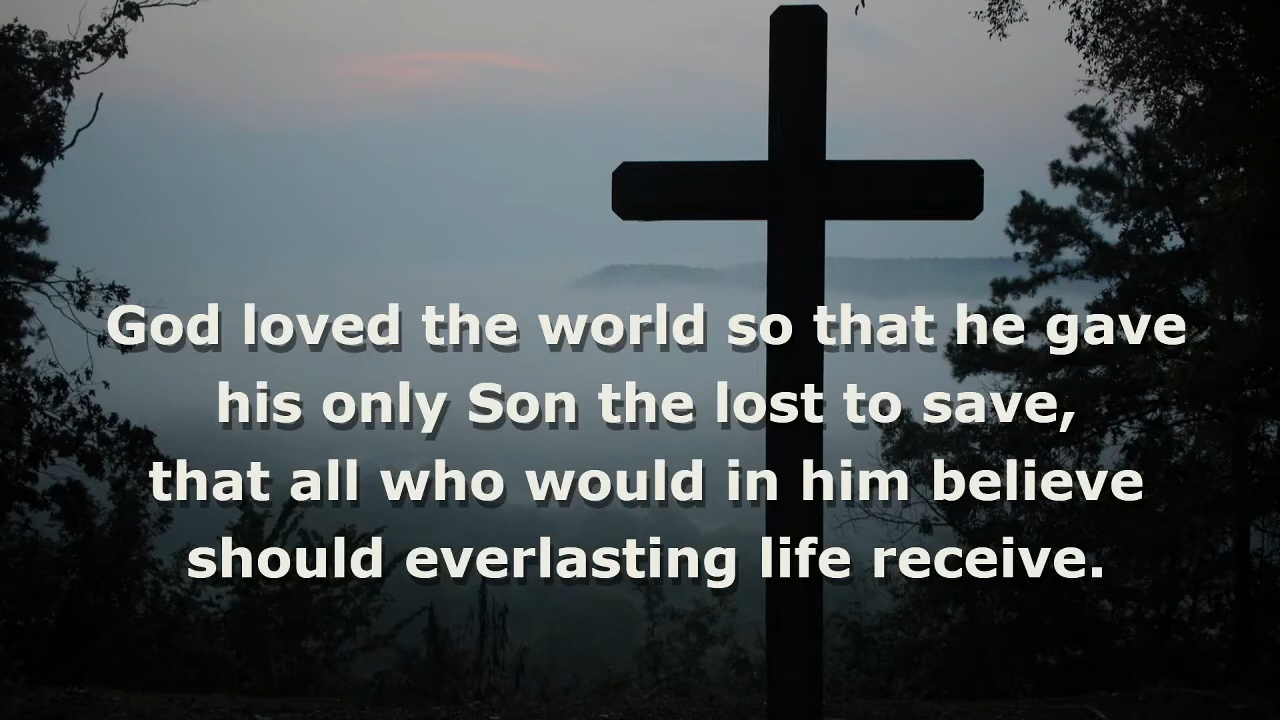 God loved the world so that he gave
his only Son the lost to save,
that all who would in him believe
should everlasting life receive.